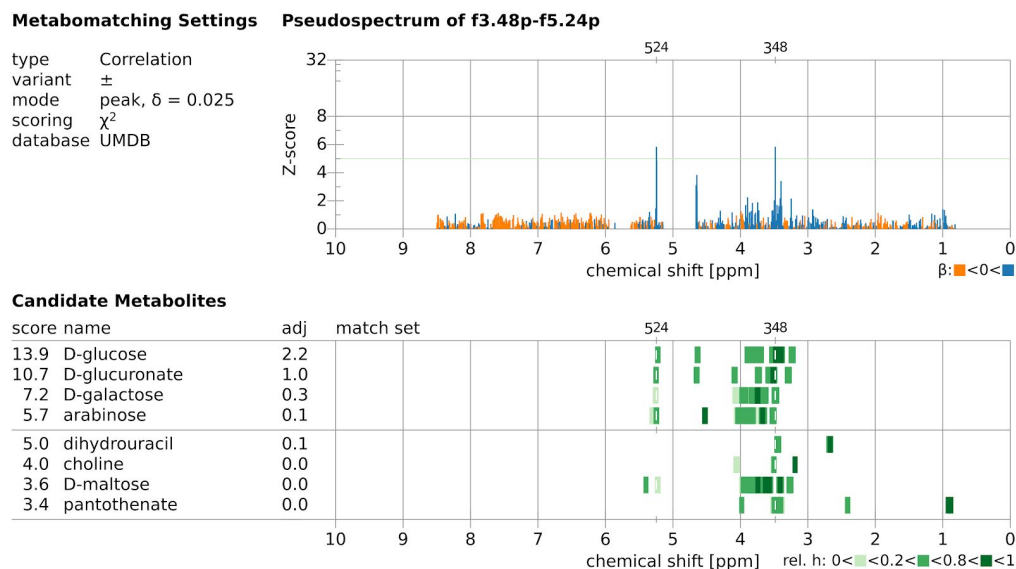 Metabomatching Settings
type Correlation
variant ±
mode peak, δ = 0.025
scoring χ²
database UMDB
Pseudospectrum of f3.48p-f5.24p
524 348
32
8
6
4
2
0
Z-score
10 9 8 7 6 5 4 3 2 1 0
chemical shift [ppm]
β: <0<
Candidate Metabolites
score name adj match set 524 348
13.9 D-glucose 2.2
10.7 D-glucuronate 1.0
7.2 D-galactose 0.3
5.7 arabinose 0.1
5.0 dihydrouracil 0.1
4.0 choline 0.0
3.6 D-maltose 0.0
3.4 pantothenate 0.0
10 9 8 7 6 5 4 3 2 1 0
chemical shift [ppm] rel. h: 0< <0.2< <0.8< <1